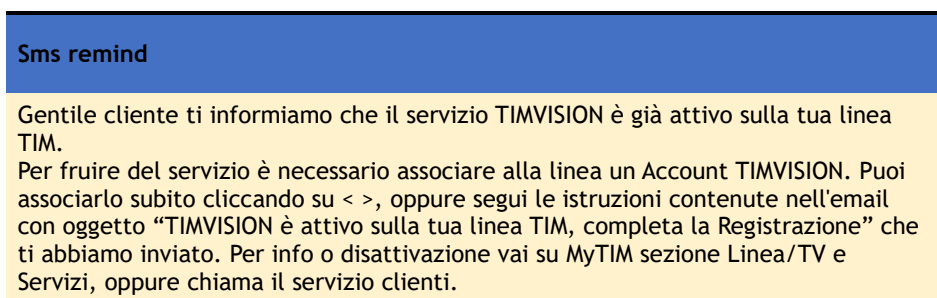 Sms remind
Gentile cliente ti informiamo che il servizio TIMVISION è già attivo sulla tua linea
TIM.
Per fruire del servizio è necessario associare alla linea un Account TIMVISION. Puoi
associarlo subito cliccando su < >, oppure segui le istruzioni contenute nell'email
con oggetto “TIMVISION è attivo sulla tua linea TIM, completa la Registrazione” che
ti abbiamo inviato. Per info o disattivazione vai su MyTIM sezione Linea/TV e
Servizi, oppure chiama il servizio clienti.